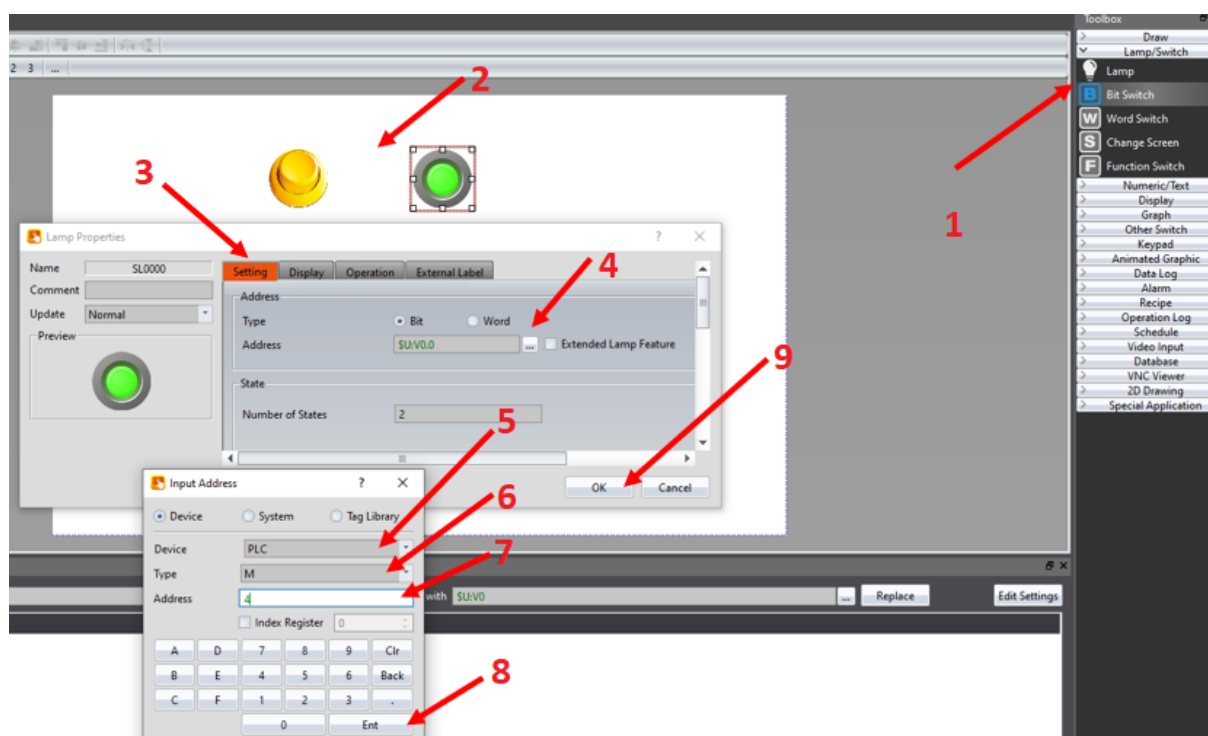 Toolbox
Draw
Lamp/Switch
Lamp
B Bit Switch
W Word Switch
S Change Screen
F Function Switch
Numeric/Text
Display
Graph
Other Switch
Keypad
Animated Graphic
Data Log
Alarm
Recipe
Operation Log
Schedule
Video Input
Database
VNC Viewer
2D Drawing
Special Application
2 3 ...
1
2
3
4
5
6
7
8
9
Lamp Properties ? ×
Name SL0000
Comment
Update Normal
Preview
Setting Display Operation External Label
Address
Type Bit Word
Address $U:V0.0 ... Extended Lamp Feature
State
Number of States 2
OK Cancel
Input Address ? ×
Device System Tag Library
Device PLC
Type M
Address 4
Index Register 0
A D 7 8 9 Clr
B E 4 5 6 Back
C F 1 2 3 .
0 Ent
with $U:V0 ... Replace Edit Settings